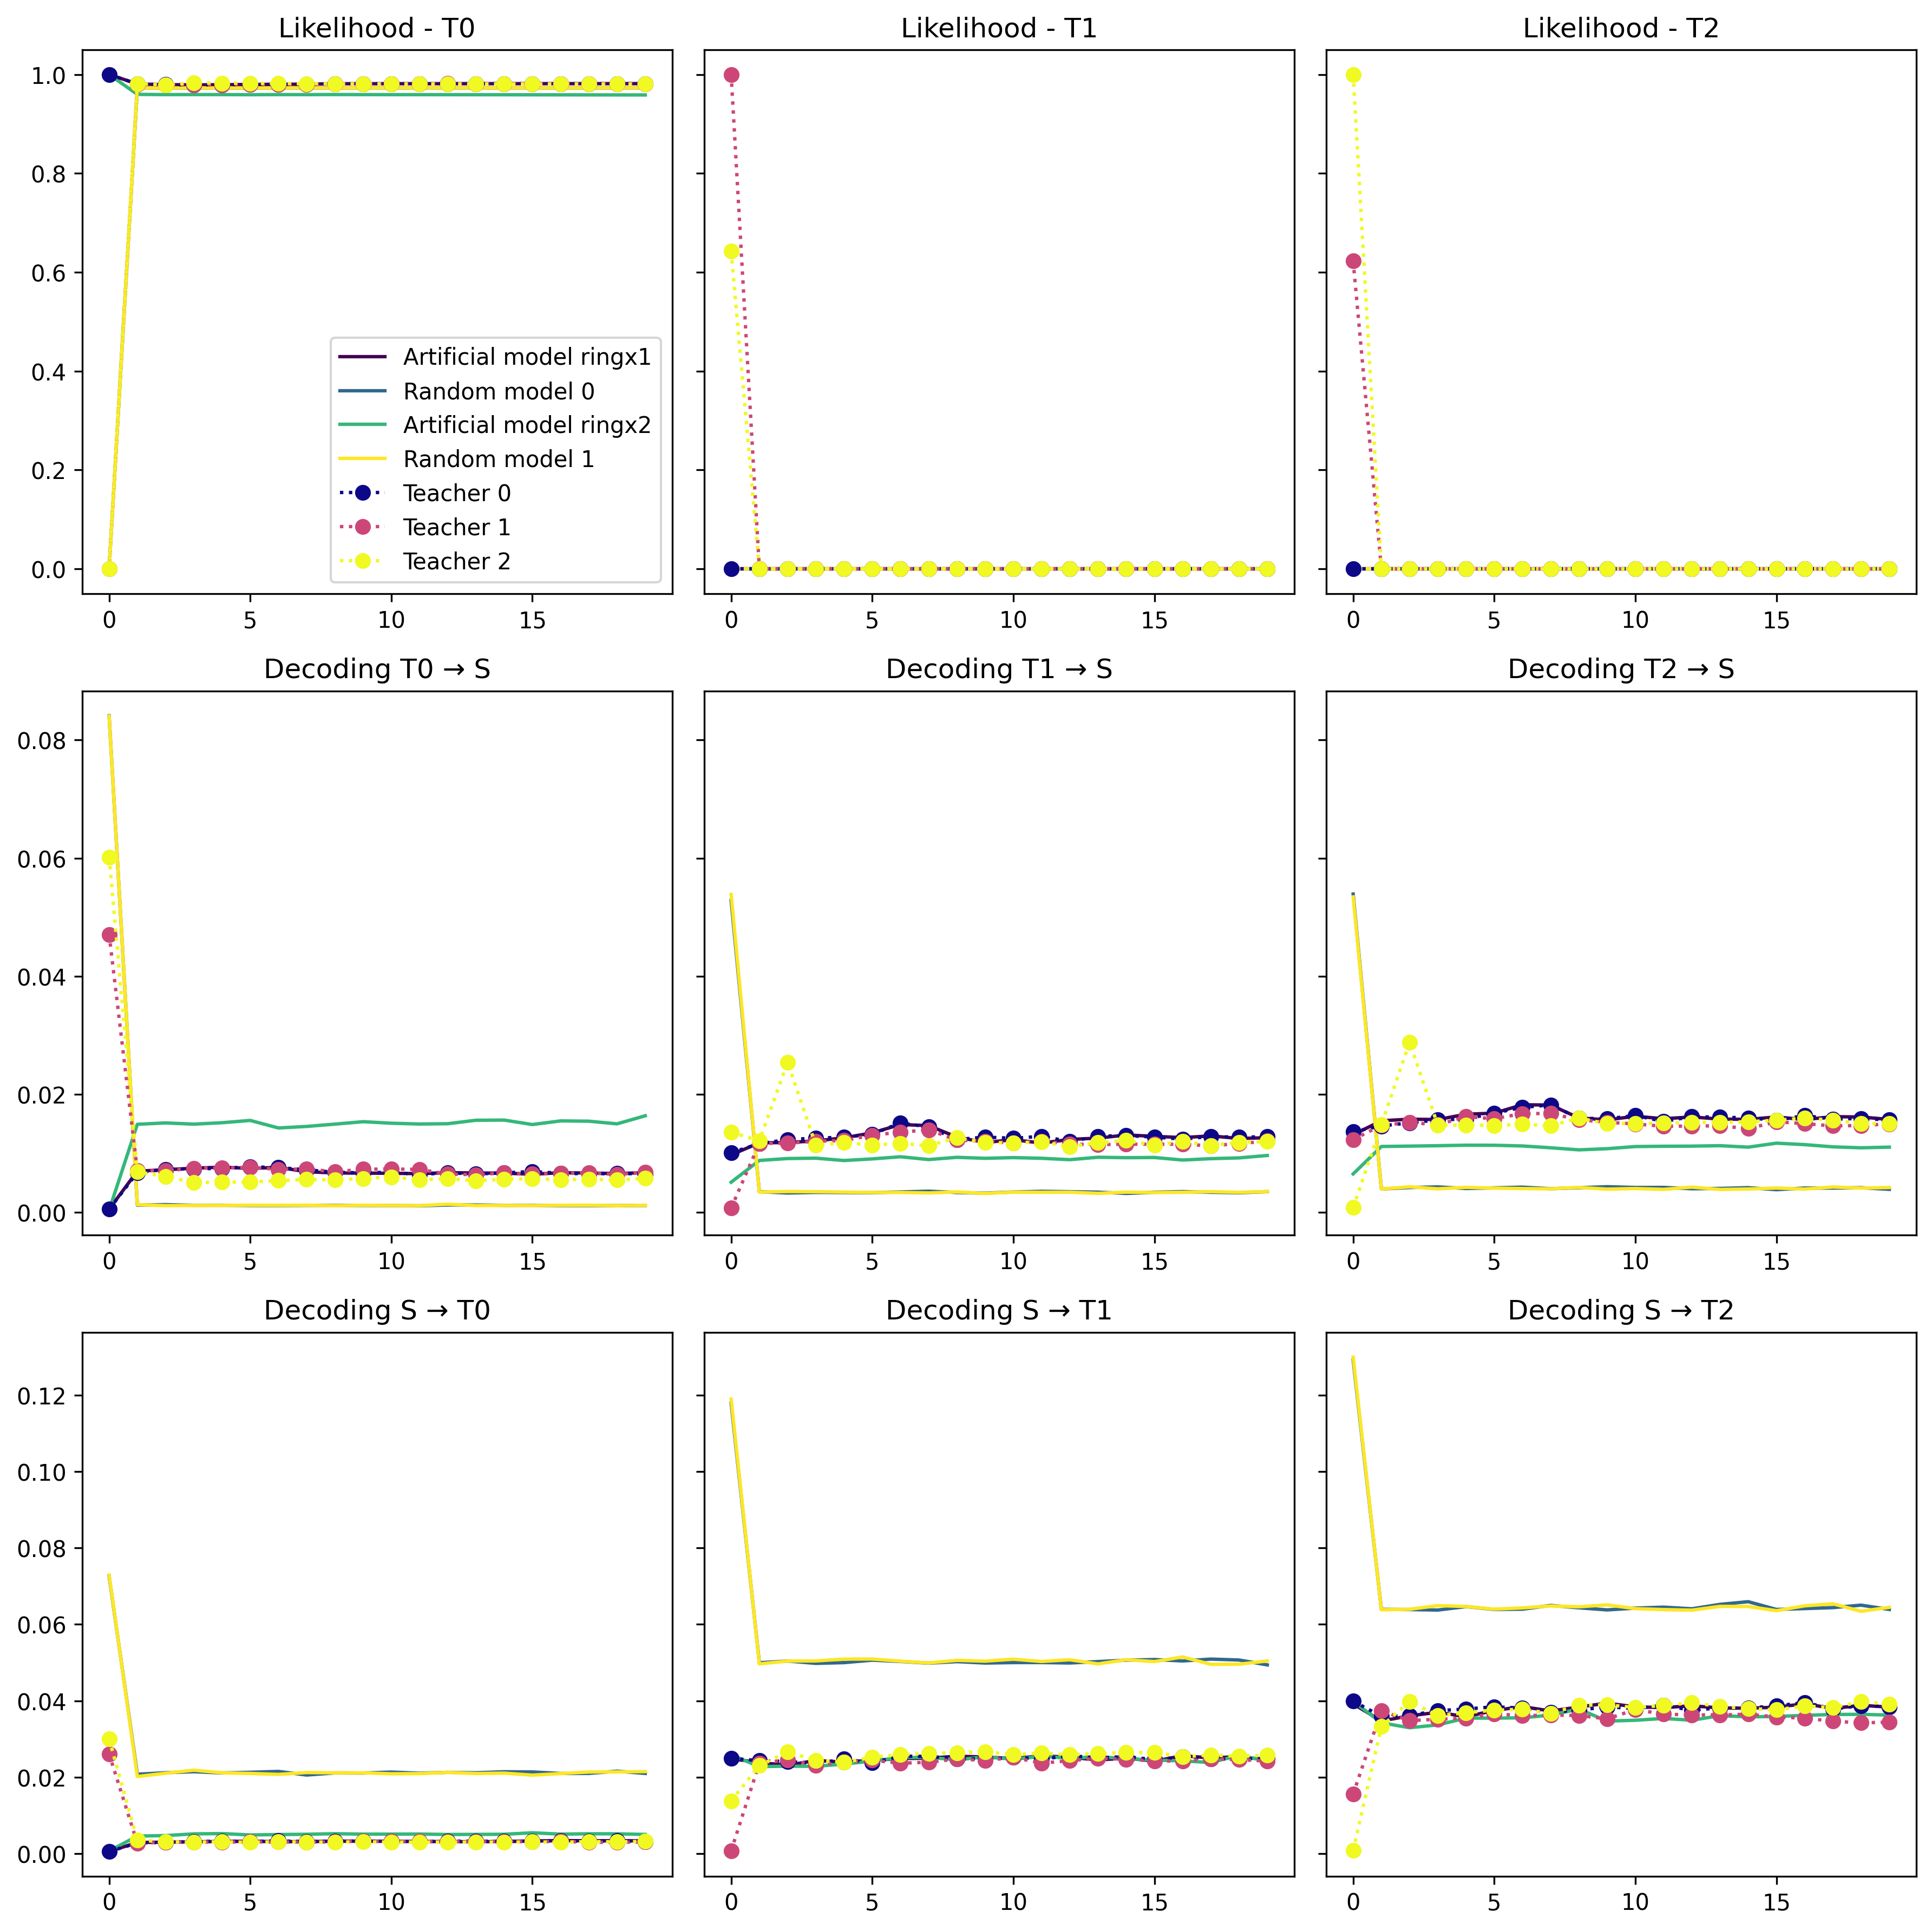 Likelihood - T0
Likelihood - T1
Likelihood - T2
1.0
0.8
0.6
0.4
0.2
0.0
Artificial model ringx1
Random model 0
Artificial model ringx2
Random model 1
Teacher 0
Teacher 1
Teacher 2
0 5 10 15
0 5 10 15
0 5 10 15
Decoding T0 → S
Decoding T1 → S
Decoding T2 → S
0.08
0.06
0.04
0.02
0.00
0 5 10 15
0 5 10 15
0 5 10 15
Decoding S → T0
Decoding S → T1
Decoding S → T2
0.12
0.10
0.08
0.06
0.04
0.02
0.00
0 5 10 15
0 5 10 15
0 5 10 15